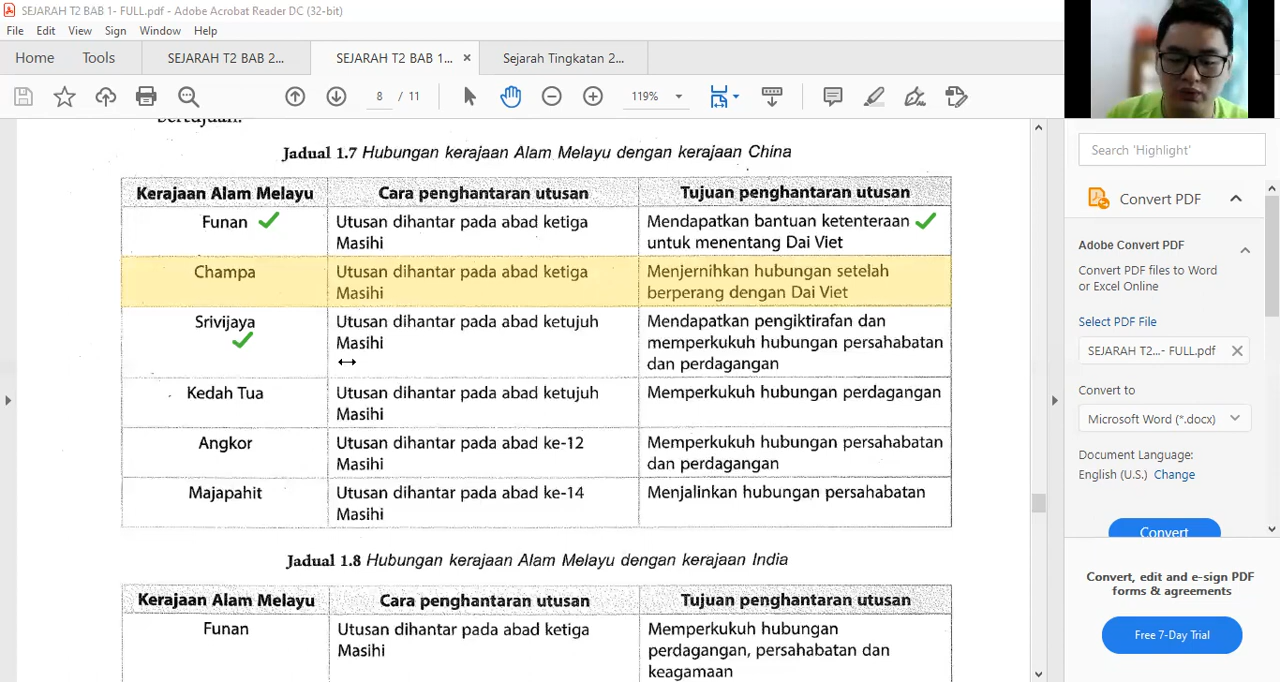 SEJARAH T2 BAB 1- FULL.pdf - Adobe Acrobat Reader DC (32-bit)
File Edit View Sign Window Help
Home Tools SEJARAH T2 BAB 2... SEJARAH T2 BAB 1... × Sejarah Tingkatan 2...
8 / 11 119%
bertujuan.
Jadual 1.7 Hubungan kerajaan Alam Melayu dengan kerajaan China
Kerajaan Alam Melayu Cara penghantaran utusan Tujuan penghantaran utusan
Funan Utusan dihantar pada abad ketiga Mendapatkan bantuan ketenteraan
Masihi untuk menentang Dai Viet
Champa Utusan dihantar pada abad ketiga Menjernihkan hubungan setelah
Masihi berperang dengan Dai Viet
Srivijaya Utusan dihantar pada abad ketujuh Mendapatkan pengiktirafan dan
Masihi memperkukuh hubungan persahabatan
dan perdagangan
Kedah Tua Utusan dihantar pada abad ketujuh Memperkukuh hubungan perdagangan
Masihi
Angkor Utusan dihantar pada abad ke-12 Memperkukuh hubungan persahabatan
Masihi dan perdagangan
Majapahit Utusan dihantar pada abad ke-14 Menjalinkan hubungan persahabatan
Masihi
Jadual 1.8 Hubungan kerajaan Alam Melayu dengan kerajaan India
Kerajaan Alam Melayu Cara penghantaran utusan Tujuan penghantaran utusan
Funan Utusan dihantar pada abad ketiga Memperkukuh hubungan
Masihi perdagangan, persahabatan dan
keagamaan
Search 'Highlight'
Convert PDF
Adobe Convert PDF
Convert PDF files to Word
or Excel Online
Select PDF File
SEJARAH T2...- FULL.pdf ×
Convert to
Microsoft Word (*.docx)
Document Language:
English (U.S.) Change
Convert
Convert, edit and e-sign PDF
forms & agreements
Free 7-Day Trial